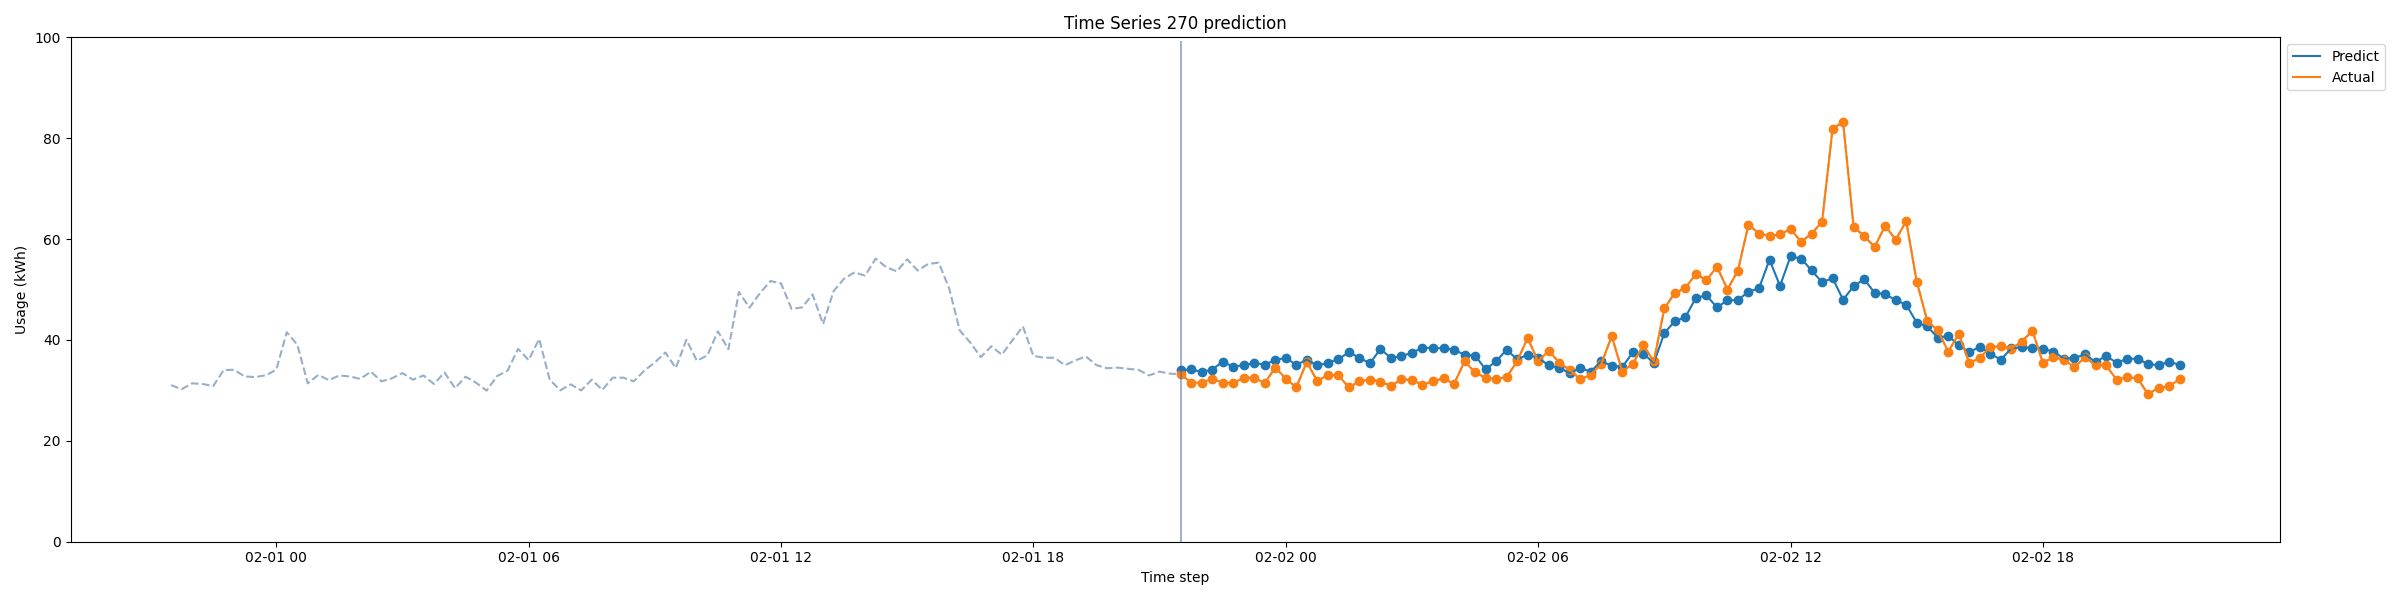 Time Series 270 prediction
100
80
60
40
20
0
Usage (kWh)
02-01 00
02-01 06
02-01 12
02-01 18
02-02 00
02-02 06
02-02 12
02-02 18
Time step
Predict
Actual